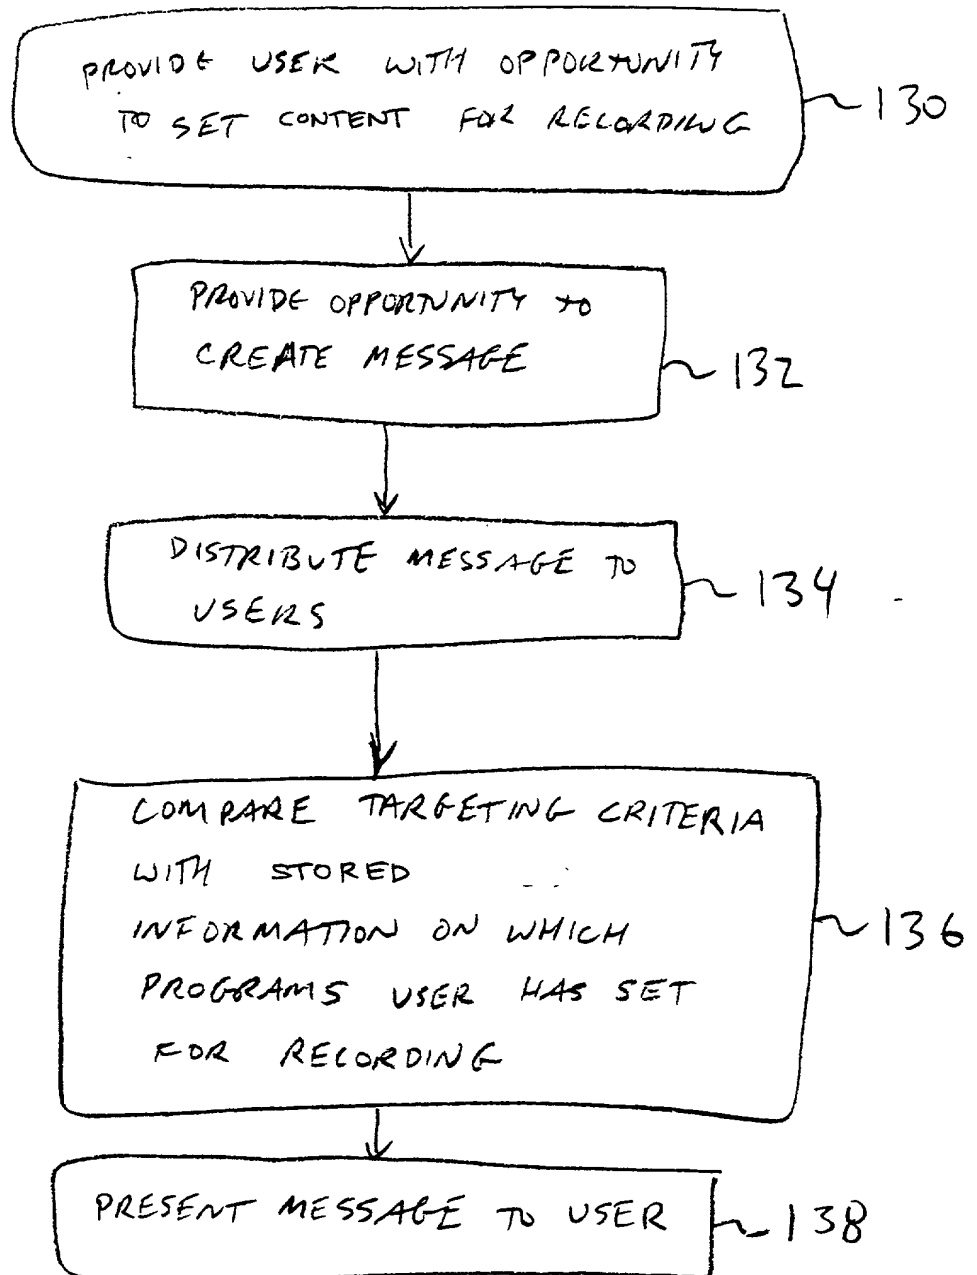 PROVIDE USER WITH OPPORTUNITY
TO SET CONTENT FOR RECORDING
130
PROVIDE OPPORTUNITY TO
CREATE MESSAGE
132
DISTRIBUTE MESSAGE TO
USERS
134
COMPARE TARGETING CRITERIA
WITH STORED
INFORMATION ON WHICH
PROGRAMS USER HAS SET
FOR RECORDING
136
PRESENT MESSAGE TO USER
138